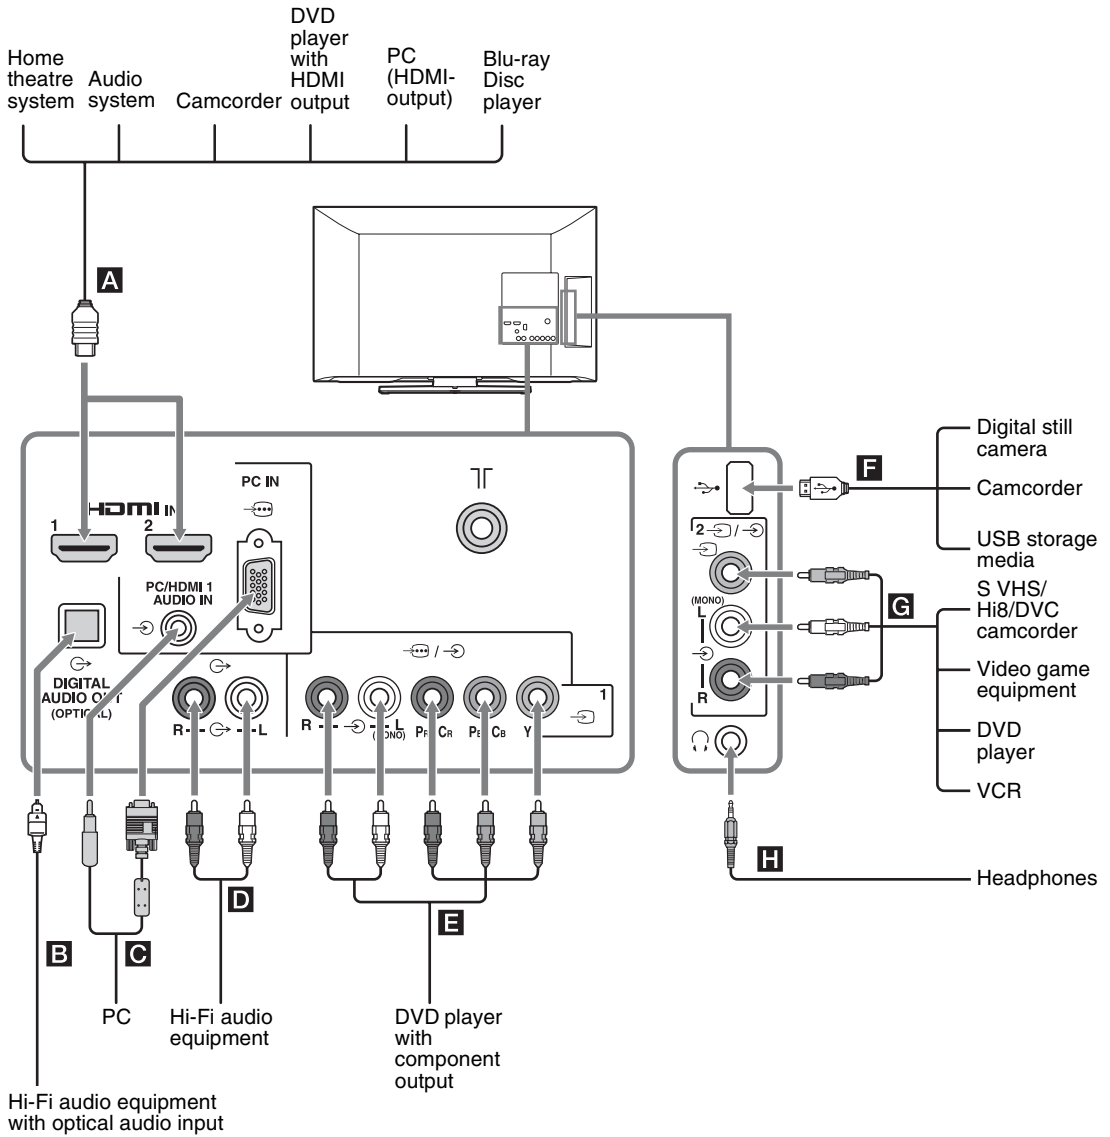 Home
theatre
system
Audio
system
Camcorder
DVD
player
with
HDMI
output
PC
(HDMI-
output)
Blu-ray
Disc
player
A
HDMI IN
1
2
PC IN
PC/HDMI 1
AUDIO IN
DIGITAL
AUDIO OUT
(OPTICAL)
R
L
R
L
(MONO)
PR CR
PB CB
Y
1
/
2
/
(MONO)
L
R
F
Digital still
camera
Camcorder
USB storage
media
G
S VHS/
Hi8/DVC
camcorder
Video game
equipment
DVD
player
VCR
H
Headphones
B
C
D
E
PC
Hi-Fi audio
equipment
DVD player
with
component
output
Hi-Fi audio equipment
with optical audio input